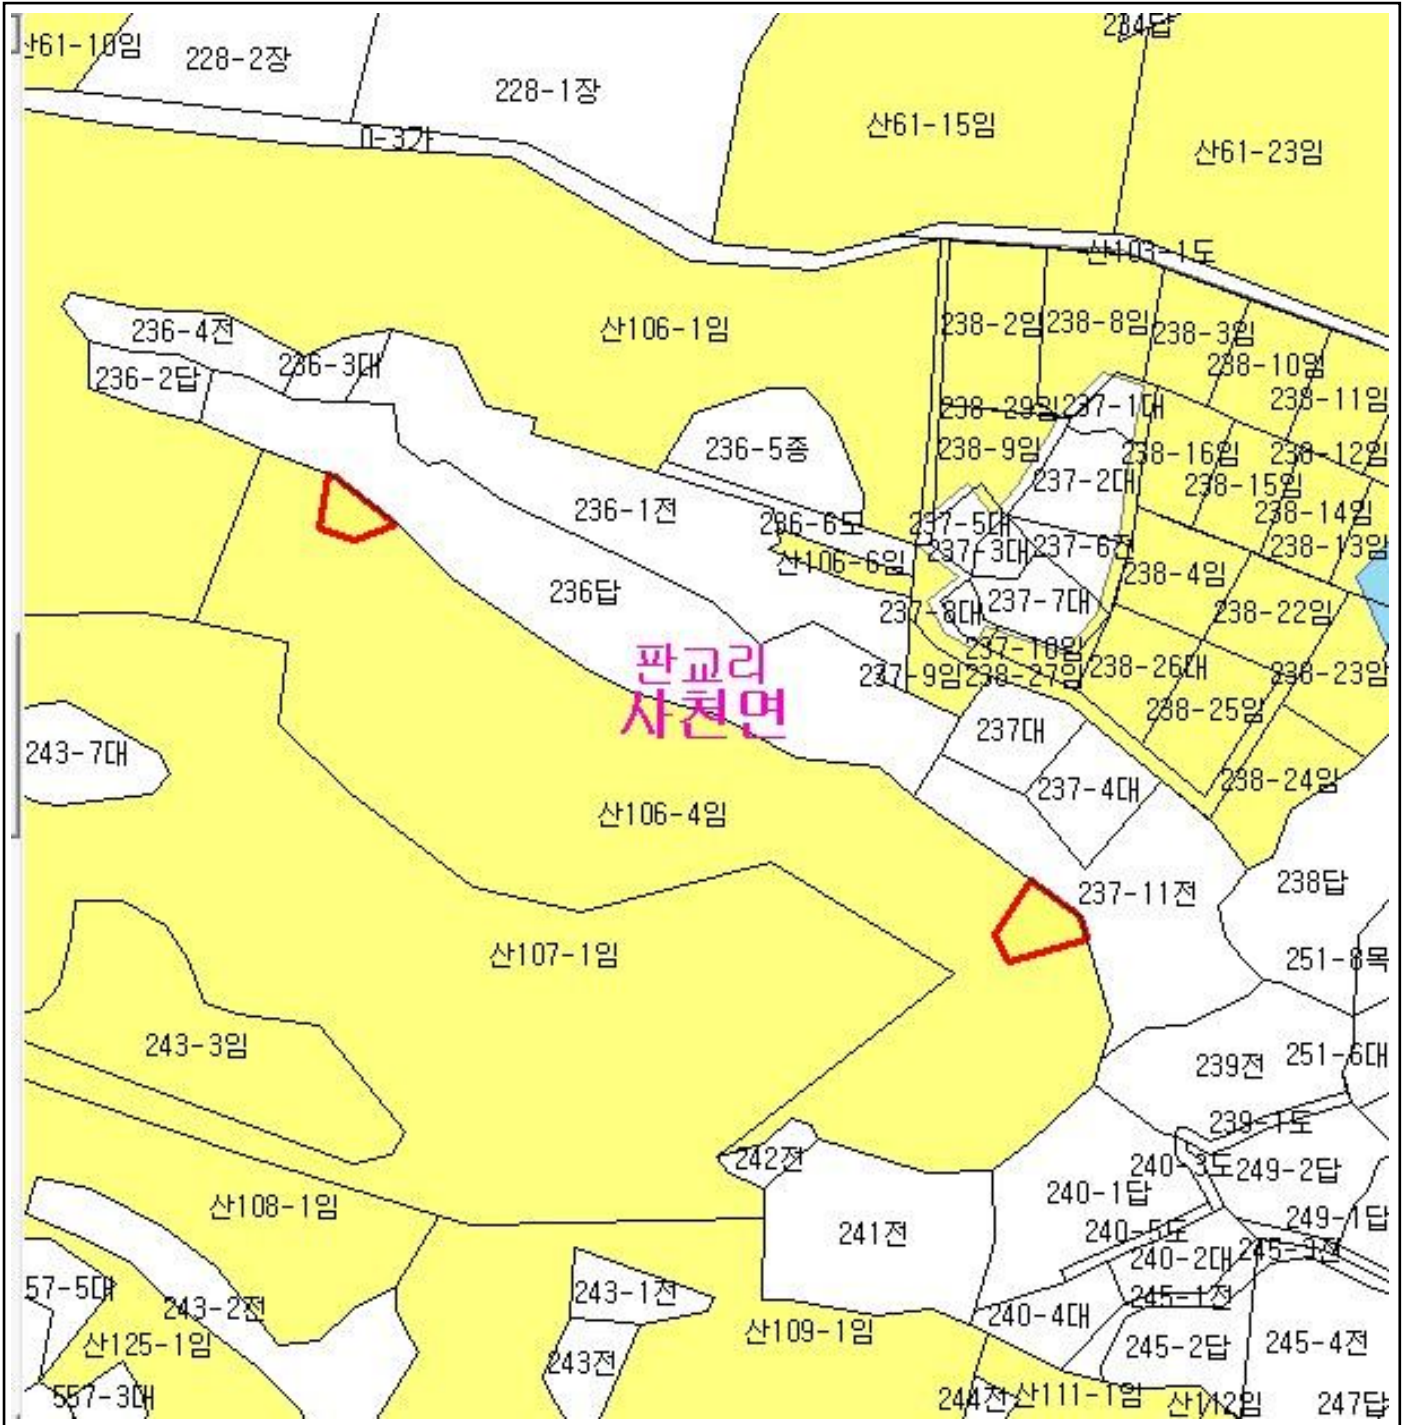 234답
산61-10임
228-2장
228-1장
산61-15임
0-3가
산61-23임
산103-1도
236-4전
산106-1임
238-2임
238-8임
238-3임
236-3대
236-2답
238-10임
238-11임
238-29임
237-1대
236-5종
238-9임
238-16임
238-12임
237-2대
238-15임
236-1전
236-6도
237-5대
238-14임
237-3대
237-6전
238-13임
산106-6임
238-4임
236답
237-8대
237-7대
238-22임
237-10임
판교리
237-9임
238-27임
238-26대
238-23임
사천면
238-25임
237대
243-7대
238-24임
237-4대
산106-4임
238답
237-11전
산107-1임
251-8목
243-3임
239전
251-6대
239-1도
242전
240-3도
249-2답
240-1답
산108-1임
249-1답
241전
240-5도
245-3전
240-2대
57-5대
243-1전
245-1전
243-2전
240-4대
산109-1임
산125-1임
245-2답
245-4전
243전
557-3대
244전
산111-1임
산112임
247답